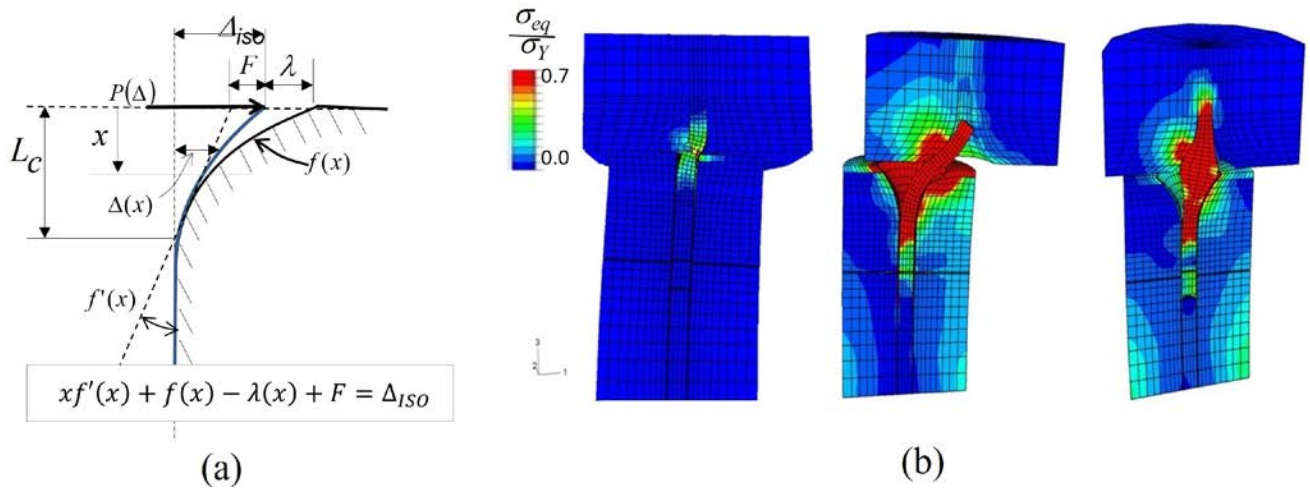 Δ_iso
F λ
P(Δ)
x
L_C
f(x)
Δ(x)
f'(x)
xf'(x) + f(x) − λ(x) + F = Δ_ISO
(a)
(b)
σ_eq
σ_Y
0.7
0.0
3
2 1